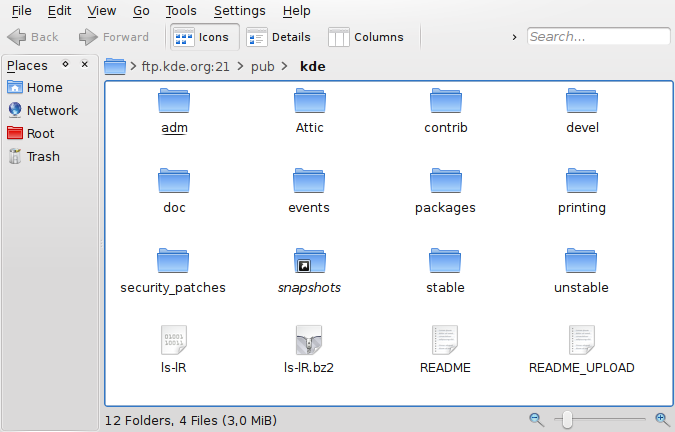 File Edit View Go Tools Settings Help
Back Forward Icons Details Columns Search...
Places
ftp.kde.org:21 pub kde
Home
Network
Root
Trash
adm Attic contrib devel
doc events packages printing
security_patches snapshots stable unstable
01001
10011
ls-lR ls-lR.bz2 README README_UPLOAD
12 Folders, 4 Files (3,0 MiB)